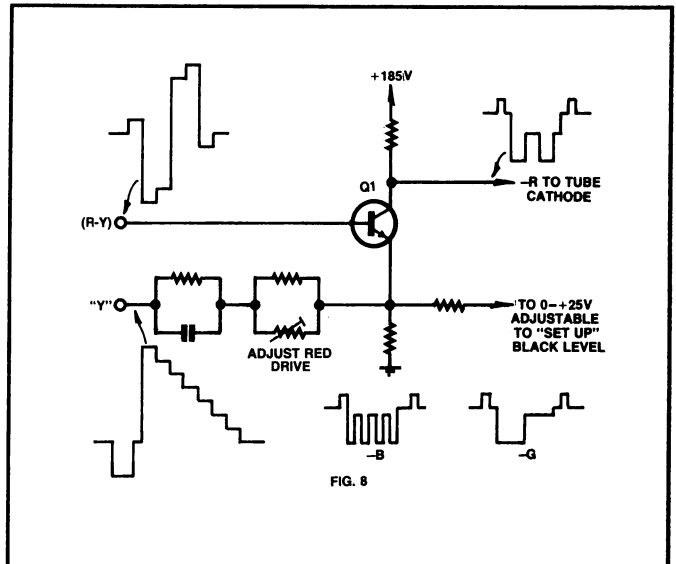 +185V
Q1
–R TO TUBE
CATHODE
(R-Y)
"Y"
ADJUST RED
DRIVE
TO 0–+25V
ADJUSTABLE
TO "SET UP"
BLACK LEVEL
–B
–G
FIG. 8